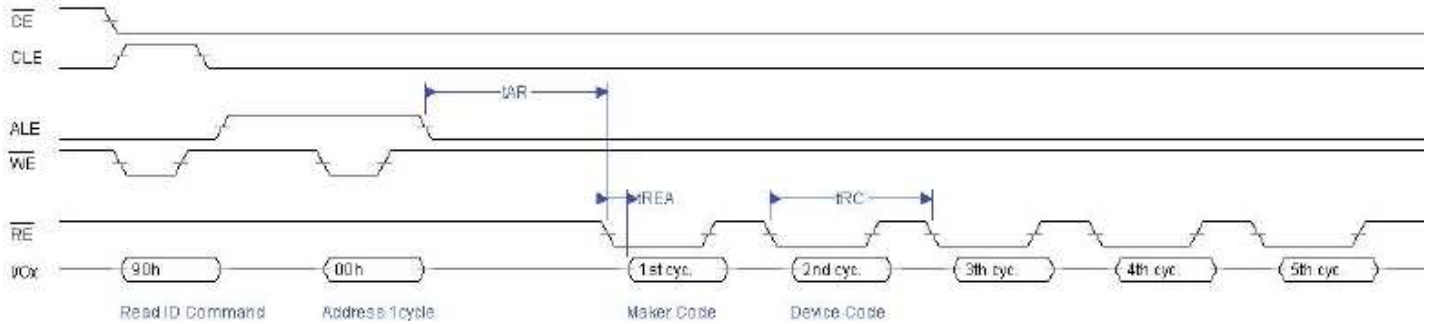 CE
CLE
tAR
ALE
WE
tREA
tRC
RE
I/Ox
90h
00h
1st cyc.
2nd cyc.
3th cyc.
4th cyc.
5th cyc
Read ID Command
Address 1cycle
Maker Code
Device Code